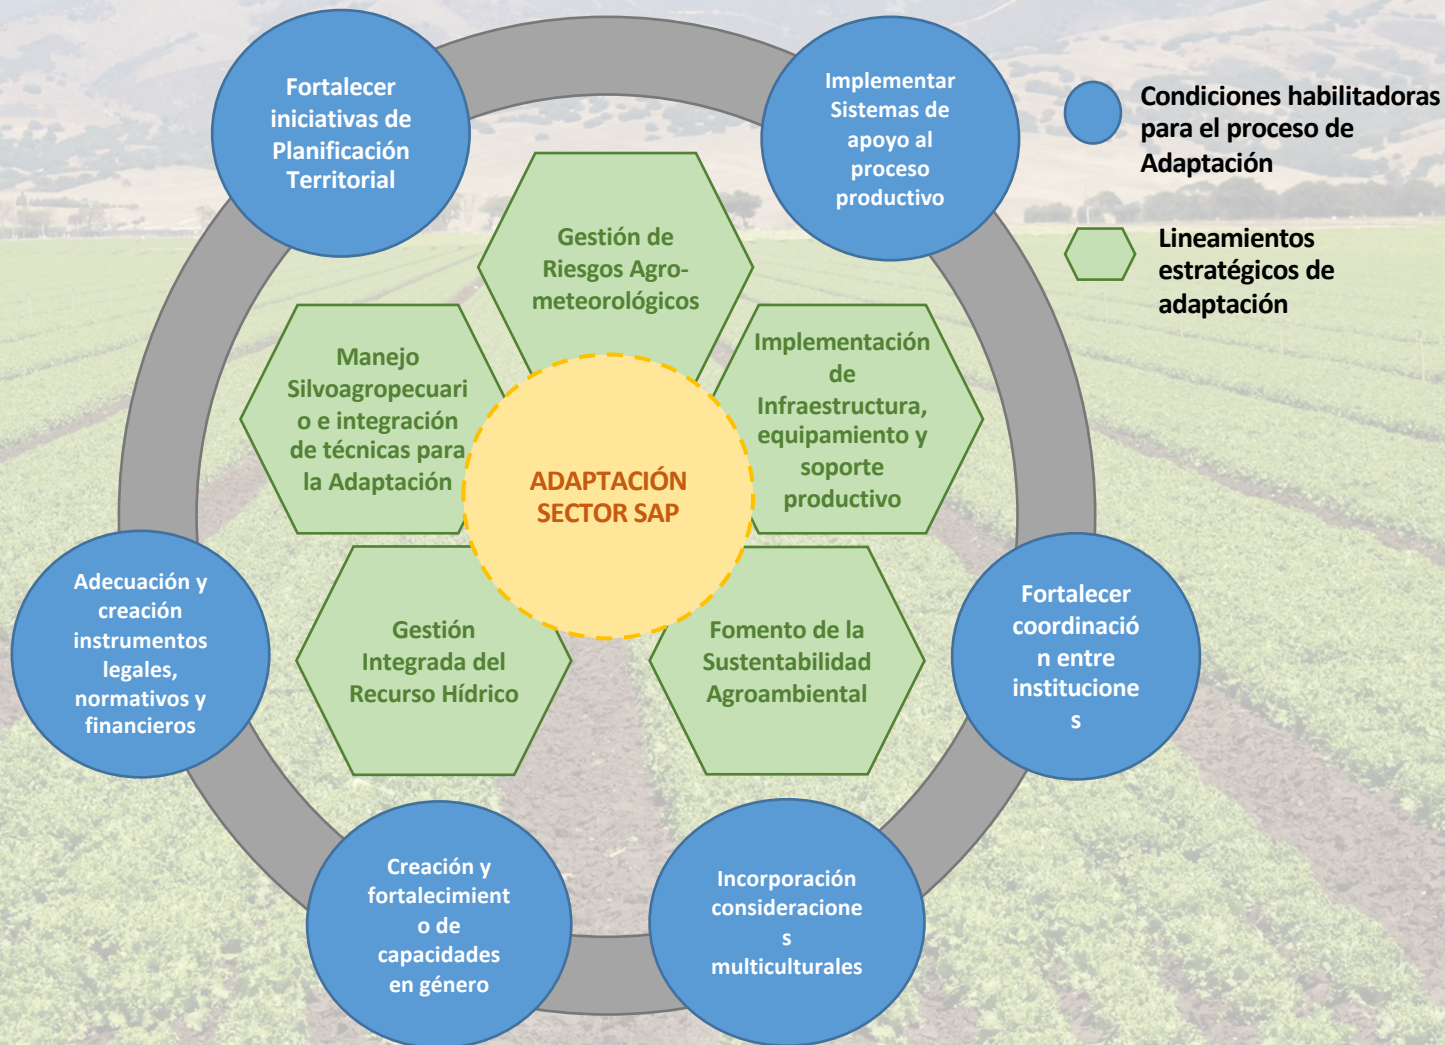 Fortalecer
iniciativas de
Planificación
Territorial
Implementar
Sistemas de
apoyo al
proceso
productivo
Condiciones habilitadoras
para el proceso de
Adaptación
Lineamientos
estratégicos de
adaptación
Gestión de
Riesgos Agro-
meteorológicos
Manejo
Silvoagropecuari
o e integración
de técnicas para
la Adaptación
Implementación
de
Infraestructura,
equipamiento y
soporte
productivo
ADAPTACIÓN
SECTOR SAP
Adecuación y
creación
instrumentos
legales,
normativos y
financieros
Gestión
Integrada del
Recurso Hídrico
Fomento de la
Sustentabilidad
Agroambiental
Fortalecer
coordinació
n entre
institucione
s
Creación y
fortalecimient
o de
capacidades
en género
Incorporación
consideracione
s
multiculturales